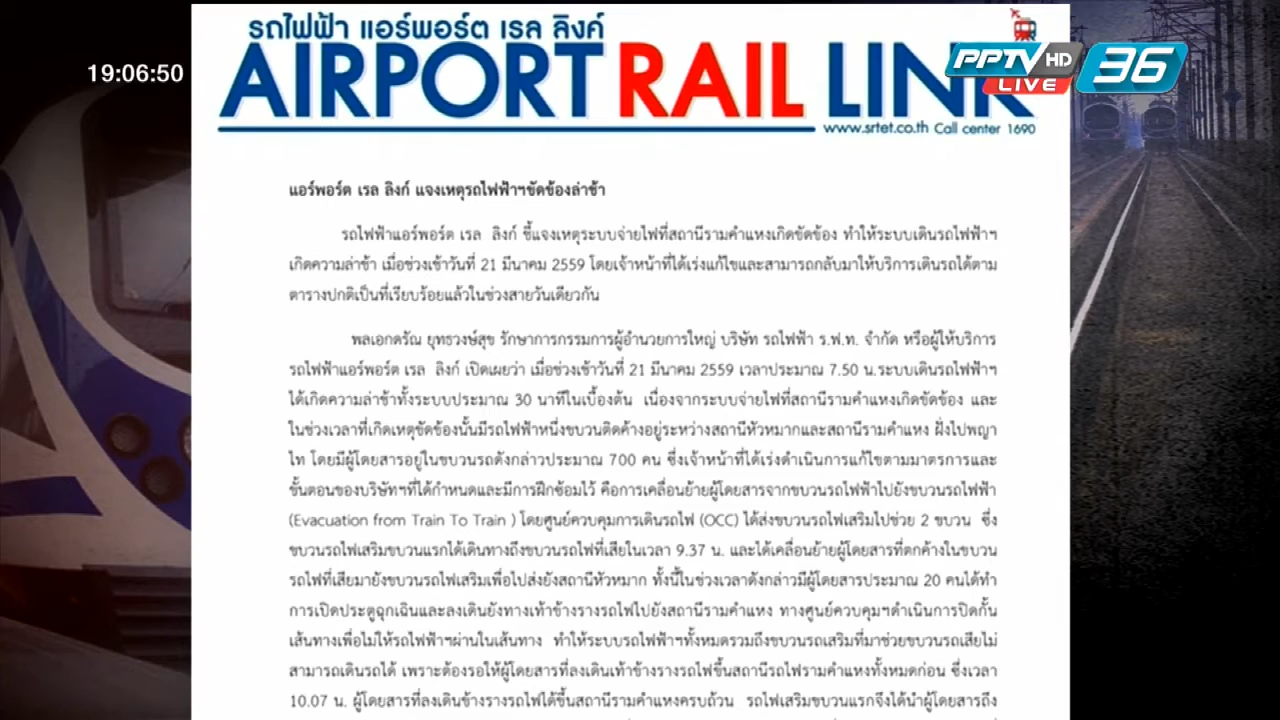 รถไฟฟ้า แอร์พอร์ต เรล ลิงค์
AIRPORT RAIL LINK
PPTV HD 36
LIVE
19:06:50
www.srtet.co.th Call center 1690
แอร์พอร์ต เรล ลิงก์ แจงเหตุรถไฟฟ้าฯขัดข้องล่าช้า
รถไฟฟ้าแอร์พอร์ต เรล ลิงก์ ชี้แจงเหตุระบบจ่ายไฟที่สถานีรามคำแหงเกิดขัดข้อง ทำให้ระบบเดินรถไฟฟ้าฯ
เกิดความล่าช้า เมื่อช่วงเช้าวันที่ 21 มีนาคม 2559 โดยเจ้าหน้าที่ได้เร่งแก้ไขและสามารถกลับมาให้บริการเดินรถได้ตาม
ตารางปกติเป็นที่เรียบร้อยแล้วในช่วงสายวันเดียวกัน
พลเอกดรัณ ยุทธวงษ์สุข รักษาการกรรมการผู้อำนวยการใหญ่ บริษัท รถไฟฟ้า ร.ฟ.ท. จำกัด หรือผู้ให้บริการ
รถไฟฟ้าแอร์พอร์ต เรล ลิงก์ เปิดเผยว่า เมื่อช่วงเช้าวันที่ 21 มีนาคม 2559 เวลาประมาณ 7.50 น.ระบบเดินรถไฟฟ้าฯ
ได้เกิดความล่าช้าทั้งระบบประมาณ 30 นาทีในเบื้องต้น เนื่องจากระบบจ่ายไฟที่สถานีรามคำแหงเกิดขัดข้อง และ
ในช่วงเวลาที่เกิดเหตุขัดข้องนั้นมีรถไฟฟ้าหนึ่งขบวนติดค้างอยู่ระหว่างสถานีหัวหมากและสถานีรามคำแหง ฝั่งไปพญา
ไท โดยมีผู้โดยสารอยู่ในขบวนรถดังกล่าวประมาณ 700 คน ซึ่งเจ้าหน้าที่ได้เร่งดำเนินการแก้ไขตามมาตรการและ
ขั้นตอนของบริษัทฯที่ได้กำหนดและมีการฝึกซ้อมไว้ คือการเคลื่อนย้ายผู้โดยสารจากขบวนรถไฟฟ้าไปยังขบวนรถไฟฟ้า
(Evacuation from Train To Train ) โดยศูนย์ควบคุมการเดินรถไฟ (OCC) ได้ส่งขบวนรถไฟเสริมไปช่วย 2 ขบวน ซึ่ง
ขบวนรถไฟเสริมขบวนแรกได้เดินทางถึงขบวนรถไฟที่เสียในเวลา 9.37 น. และได้เคลื่อนย้ายผู้โดยสารที่ตกค้างในขบวน
รถไฟที่เสียมายังขบวนรถไฟเสริมเพื่อไปส่งยังสถานีหัวหมาก ทั้งนี้ในช่วงเวลาดังกล่าวมีผู้โดยสารประมาณ 20 คนได้ทำ
การเปิดประตูฉุกเฉินและลงเดินยังทางเท้าข้างรางรถไฟไปยังสถานีรามคำแหง ทางศูนย์ควบคุมฯดำเนินการปิดกั้น
เส้นทางเพื่อไม่ให้รถไฟฟ้าฯผ่านในเส้นทาง ทำให้ระบบรถไฟฟ้าฯทั้งหมดรวมถึงขบวนรถเสริมที่มาช่วยขบวนรถเสียไม่
สามารถเดินรถได้ เพราะต้องรอให้ผู้โดยสารที่ลงเดินเท้าข้างรางรถไฟขึ้นสถานีรถไฟรามคำแหงทั้งหมดก่อน ซึ่งเวลา
10.07 น. ผู้โดยสารที่ลงเดินข้างรางรถไฟได้ขึ้นสถานีรามคำแหงครบถ้วน รถไฟเสริมขบวนแรกจึงได้นำผู้โดยสารถึง